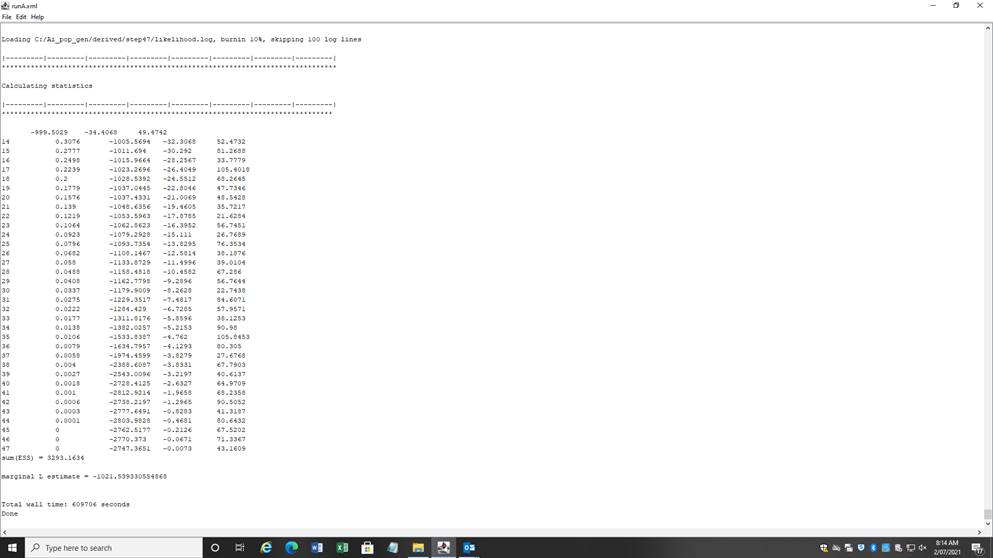 runA.xml
File Edit Help
Loading C:/Ai_pop_gen/derived/step47/likelihood.log, burnin 10%, skipping 100 log lines
|---------|---------|---------|---------|---------|---------|---------|---------|
*********************************************************************************
Calculating statistics
|---------|---------|---------|---------|---------|---------|---------|---------|
********************************************************************************
-999.5029 -34.4068 49.4742
14 0.3076 -1005.5694 -32.3068 52.4732
15 0.2777 -1011.694 -30.292 81.2688
16 0.2498 -1015.9664 -28.2567 33.7779
17 0.2239 -1023.2696 -26.4049 105.4018
18 0.2 -1028.5392 -24.5512 68.2645
19 0.1779 -1037.0445 -22.8046 47.7346
20 0.1576 -1037.4331 -21.0069 48.5428
21 0.139 -1048.6356 -19.4605 35.7217
22 0.1219 -1053.5963 -17.8785 21.6284
23 0.1064 -1062.8623 -16.3952 56.7451
24 0.0923 -1079.2928 -15.111 26.7689
25 0.0796 -1093.7354 -13.8295 76.3534
26 0.0682 -1108.1467 -12.5814 38.1876
27 0.058 -1133.8729 -11.4996 39.0104
28 0.0488 -1158.4818 -10.4582 67.286
29 0.0408 -1162.7798 -9.2896 56.7644
30 0.0337 -1179.9009 -8.2628 22.7438
31 0.0275 -1229.3517 -7.4817 84.6071
32 0.0222 -1284.429 -6.7285 57.9571
33 0.0177 -1311.8176 -5.8896 38.1253
34 0.0138 -1382.0257 -5.2153 90.98
35 0.0106 -1533.8387 -4.762 105.8453
36 0.0079 -1634.7957 -4.1293 80.305
37 0.0058 -1974.4599 -3.8279 27.6768
38 0.004 -2388.6087 -3.8331 67.7903
39 0.0027 -2543.0096 -3.2197 40.6137
40 0.0018 -2728.4125 -2.6327 64.9709
41 0.001 -2812.9214 -1.9658 68.2358
42 0.0006 -2738.2197 -1.2965 90.5052
43 0.0003 -2777.6491 -0.8283 41.3187
44 0.0001 -2803.9828 -0.4681 80.6432
45 0 -2762.5177 -0.2126 67.5202
46 0 -2770.373 -0.0671 71.3367
47 0 -2747.3651 -0.0073 43.1609
sum(ESS) = 3293.1634
marginal L estimate = -1021.539330554868
Total wall time: 609706 seconds
Done
Type here to search
8:14 AM
2/07/2021